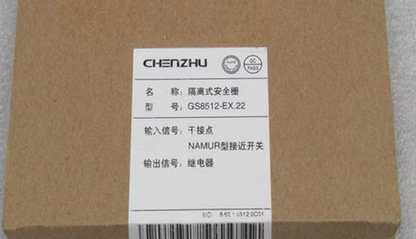 CHENZHU
QC
PASS
名 称: 隔离式安全栅
型 号: GS8512-EX.22
输入信号: 干接点
NAMUR型接近开关
输出信号: 继电器